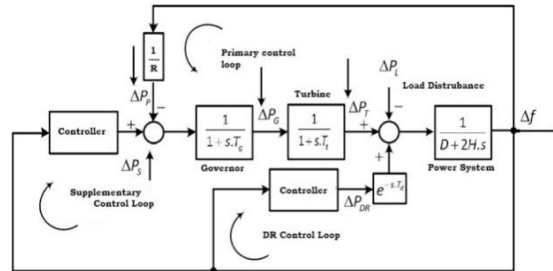 1
R
Primary control
loop
ΔP_L
ΔP_P
−
Turbine
ΔP_G
ΔP_T
−
Load Distrubance
Δf
Controller
+
1
1+s.T_g
1
1+s.T_t
+
1
D+2H.s
ΔP_S
Governor
+
Power System
Supplementary
Control Loop
Controller
ΔP_DR
e^-s.T_d
DR Control Loop